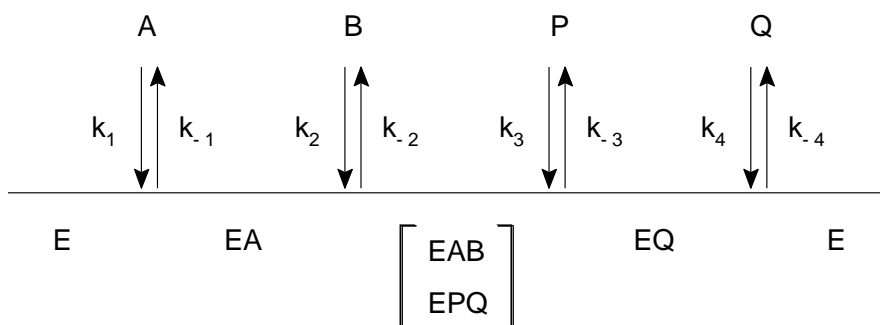 A B P Q
k₁ k₋₁ k₂ k₋₂ k₃ k₋₃ k₄ k₋₄
E EA EAB EQ E
EPQ